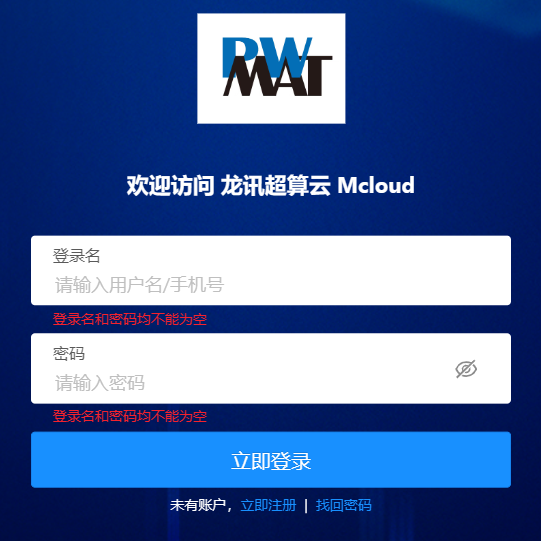 PW
MAT
欢迎访问 龙讯超算云 Mcloud
登录名
请输入用户名/手机号
登录名和密码均不能为空
密码
请输入密码
登录名和密码均不能为空
立即登录
未有账户，立即注册 | 找回密码